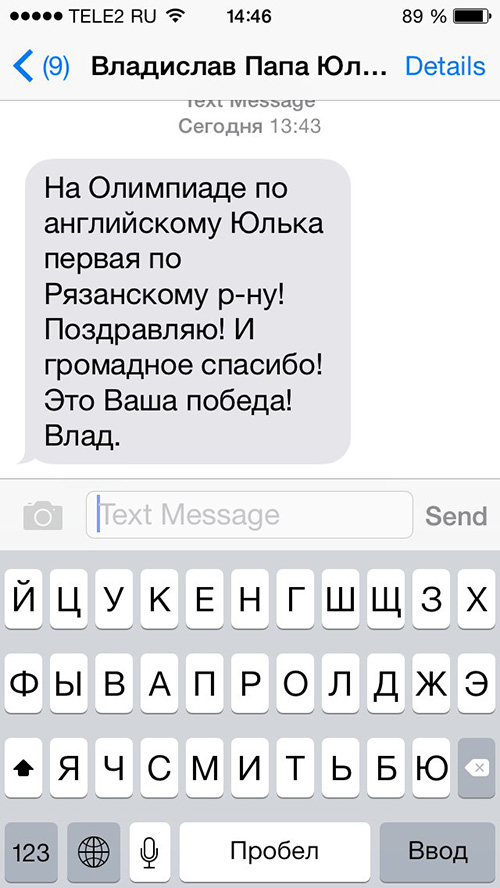 TELE2 RU 14:46 89 %
(9) Владислав Папа Юл... Details
Text Message
Сегодня 13:43
На Олимпиаде по
английскому Юлька
первая по
Рязанскому р-ну!
Поздравляю! И
громадное спасибо!
Это Ваша победа!
Влад.
Text Message Send
Й Ц У К Е Н Г Ш Щ З Х
Ф Ы В А П Р О Л Д Ж Э
Я Ч С М И Т Ь Б Ю
123 Пробел Ввод